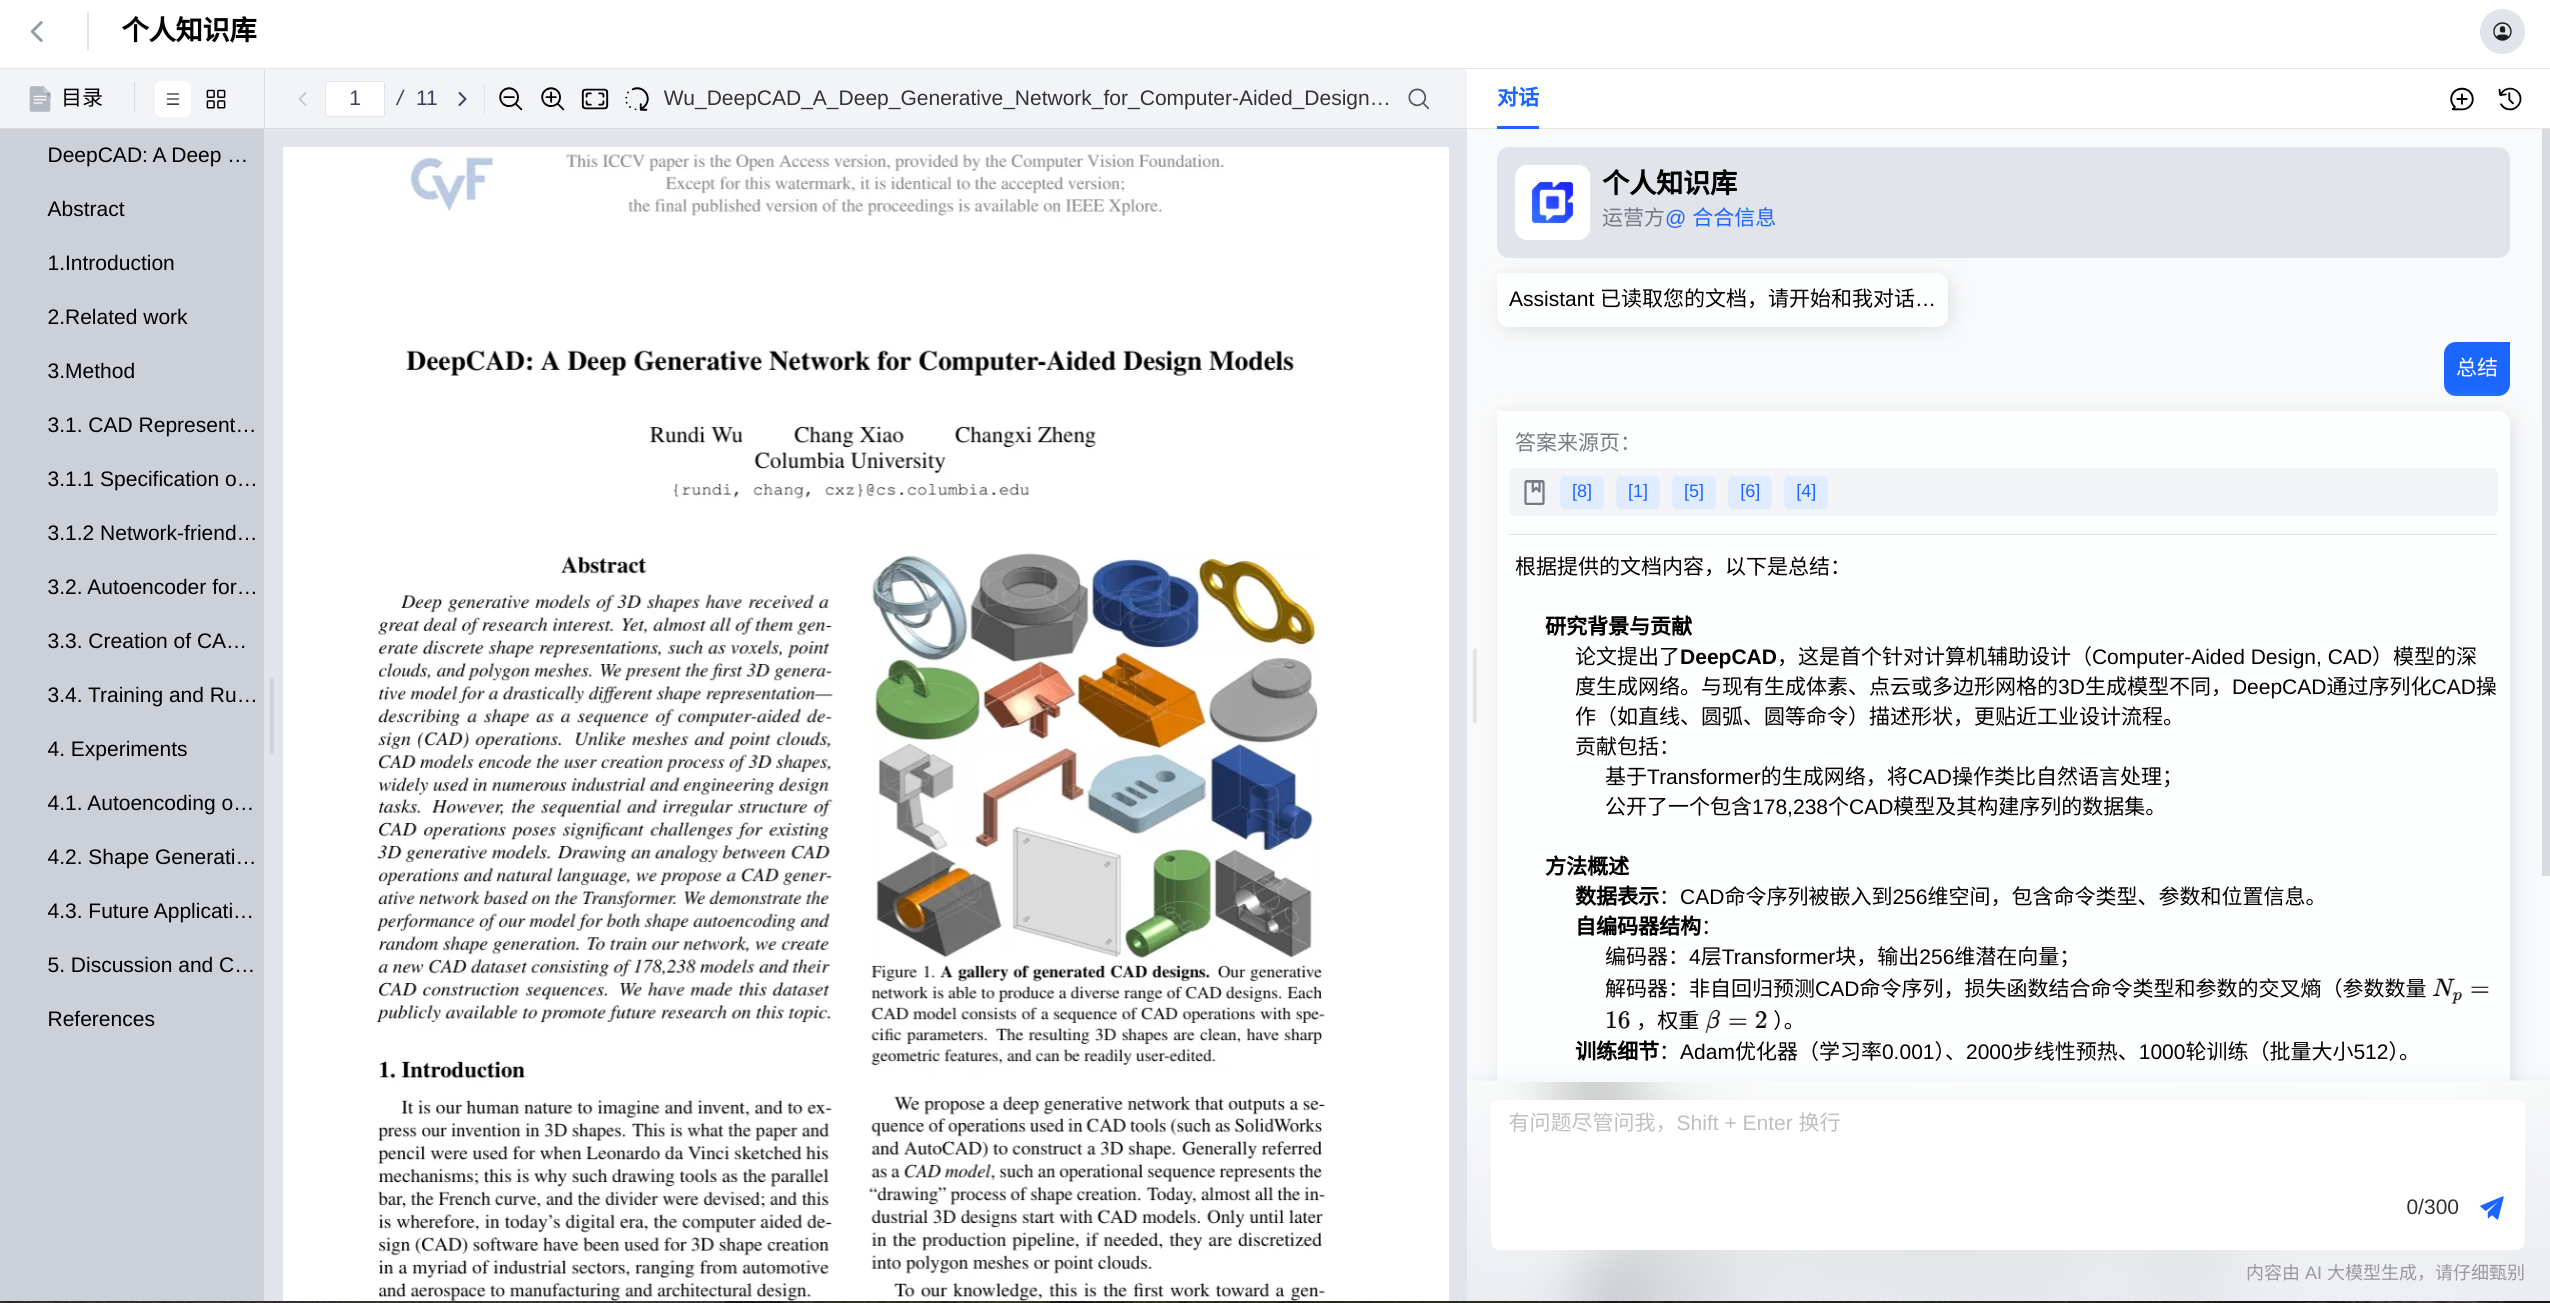 个人知识库
目录
1 / 11
Wu_DeepCAD_A_Deep_Generative_Network_for_Computer-Aided_Design...
对话
DeepCAD: A Deep ...
Abstract
1.Introduction
2.Related work
3.Method
3.1. CAD Represent...
3.1.1 Specification o...
3.1.2 Network-friend...
3.2. Autoencoder for...
3.3. Creation of CA...
3.4. Training and Ru...
4. Experiments
4.1. Autoencoding o...
4.2. Shape Generati...
4.3. Future Applicati...
5. Discussion and C...
References
CVF
This ICCV paper is the Open Access version, provided by the Computer Vision Foundation.
Except for this watermark, it is identical to the accepted version;
the final published version of the proceedings is available on IEEE Xplore.
DeepCAD: A Deep Generative Network for Computer-Aided Design Models
Rundi Wu Chang Xiao Changxi Zheng
Columbia University
{rundi, chang, cxz}@cs.columbia.edu
Abstract
Deep generative models of 3D shapes have received a
great deal of research interest. Yet, almost all of them gen-
erate discrete shape representations, such as voxels, point
clouds, and polygon meshes. We present the first 3D genera-
tive model for a drastically different shape representation—
describing a shape as a sequence of computer-aided de-
sign (CAD) operations. Unlike meshes and point clouds,
CAD models encode the user creation process of 3D shapes,
widely used in numerous industrial and engineering design
tasks. However, the sequential and irregular structure of
CAD operations poses significant challenges for existing
3D generative models. Drawing an analogy between CAD
operations and natural language, we propose a CAD gener-
ative network based on the Transformer. We demonstrate the
performance of our model for both shape autoencoding and
random shape generation. To train our network, we create
a new CAD dataset consisting of 178,238 models and their
CAD construction sequences. We have made this dataset
publicly available to promote future research on this topic.
1. Introduction
It is our human nature to imagine and invent, and to ex-
press our invention in 3D shapes. This is what the paper and
pencil were used for when Leonardo da Vinci sketched his
mechanisms; this is why such drawing tools as the parallel
bar, the French curve, and the divider were devised; and this
is wherefore, in today's digital era, the computer aided de-
sign (CAD) software have been used for 3D shape creation
in a myriad of industrial sectors, ranging from automotive
and aerospace to manufacturing and architectural design.
Figure 1. A gallery of generated CAD designs. Our generative
network is able to produce a diverse range of CAD designs. Each
CAD model consists of a sequence of CAD operations with spe-
cific parameters. The resulting 3D shapes are clean, have sharp
geometric features, and can be readily user-edited.
We propose a deep generative network that outputs a se-
quence of operations used in CAD tools (such as SolidWorks
and AutoCAD) to construct a 3D shape. Generally referred
as a CAD model, such an operational sequence represents the
“drawing” process of shape creation. Today, almost all the in-
dustrial 3D designs start with CAD models. Only until later
in the production pipeline, if needed, they are discretized
into polygon meshes or point clouds.
To our knowledge, this is the first work toward a gen-
个人知识库
运营方@ 合合信息
Assistant 已读取您的文档，请开始和我对话...
总结
答案来源页：
[8] [1] [5] [6] [4]
根据提供的文档内容，以下是总结：
研究背景与贡献
论文提出了DeepCAD，这是首个针对计算机辅助设计（Computer-Aided Design, CAD）模型的深
度生成网络。与现有生成体素、点云或多边形网格的3D生成模型不同，DeepCAD通过序列化CAD操
作（如直线、圆弧、圆等命令）描述形状，更贴近工业设计流程。
贡献包括：
基于Transformer的生成网络，将CAD操作类比自然语言处理；
公开了一个包含178,238个CAD模型及其构建序列的数据集。
方法概述
数据表示：CAD命令序列被嵌入到256维空间，包含命令类型、参数和位置信息。
自编码器结构：
编码器：4层Transformer块，输出256维潜在向量；
解码器：非自回归预测CAD命令序列，损失函数结合命令类型和参数的交叉熵（参数数量 N_p =
16 ，权重 β = 2 ）。
训练细节：Adam优化器（学习率0.001）、2000步线性预热、1000轮训练（批量大小512）。
有问题尽管问我，Shift + Enter 换行
0/300
内容由 AI 大模型生成，请仔细甄别